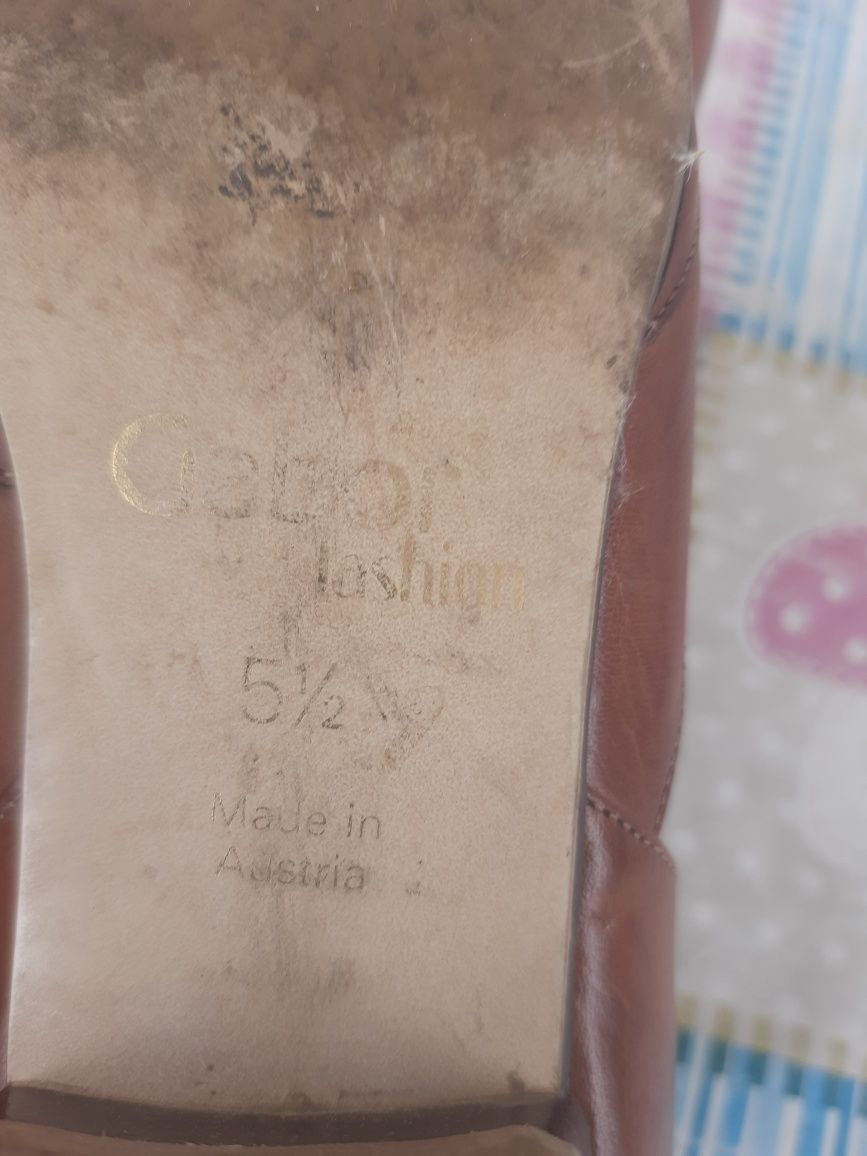 Gabor
fashion
5½
Made in
Austria